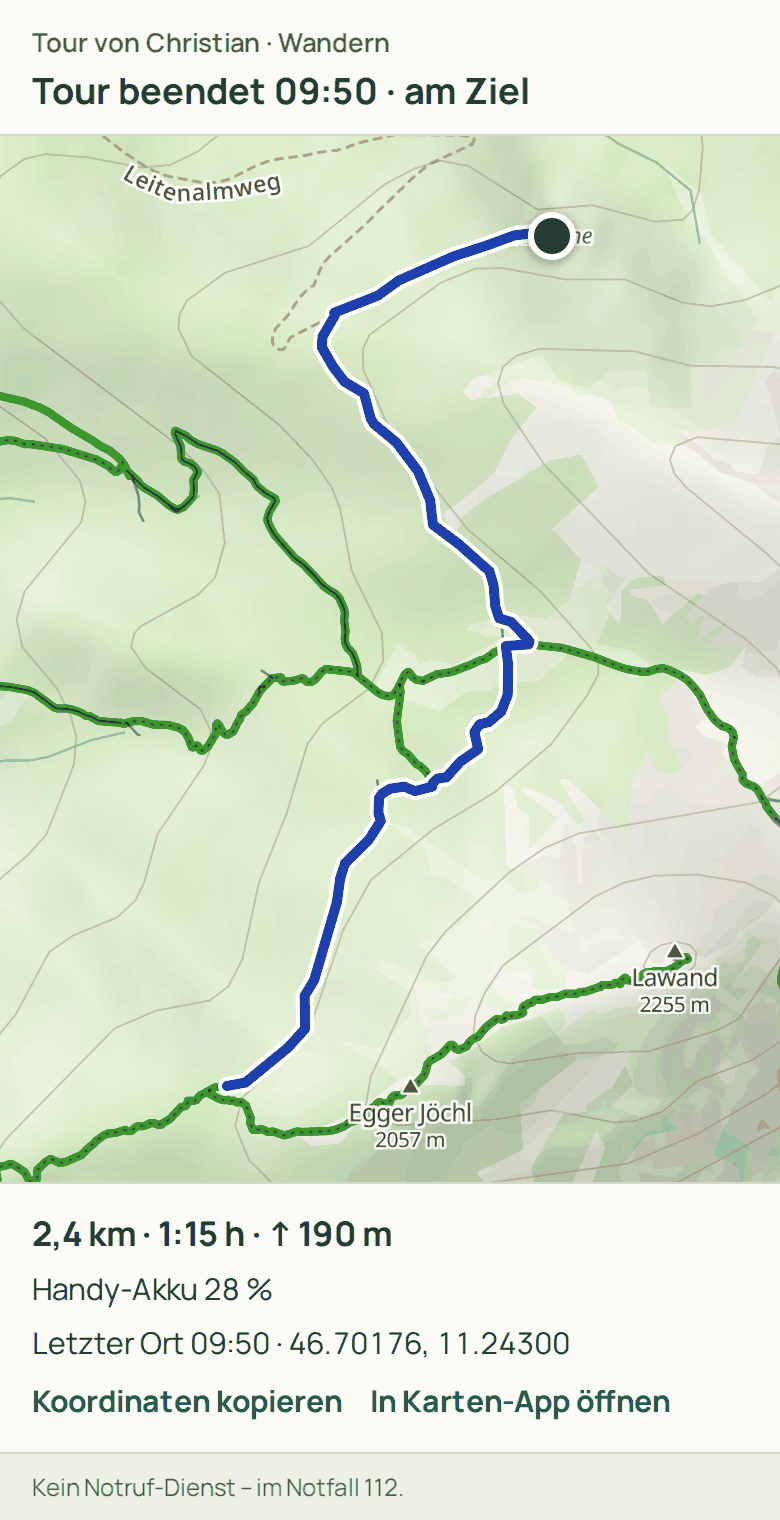 Tour von Christian · Wandern
Tour beendet 09:50 · am Ziel
Leitenalmweg
Lawand
2255 m
Egger Jöchl
2057 m
2,4 km · 1:15 h · ↑ 190 m
Handy-Akku 28 %
Letzter Ort 09:50 · 46.70176, 11.24300
Koordinaten kopieren In Karten-App öffnen
Kein Notruf-Dienst – im Notfall 112.